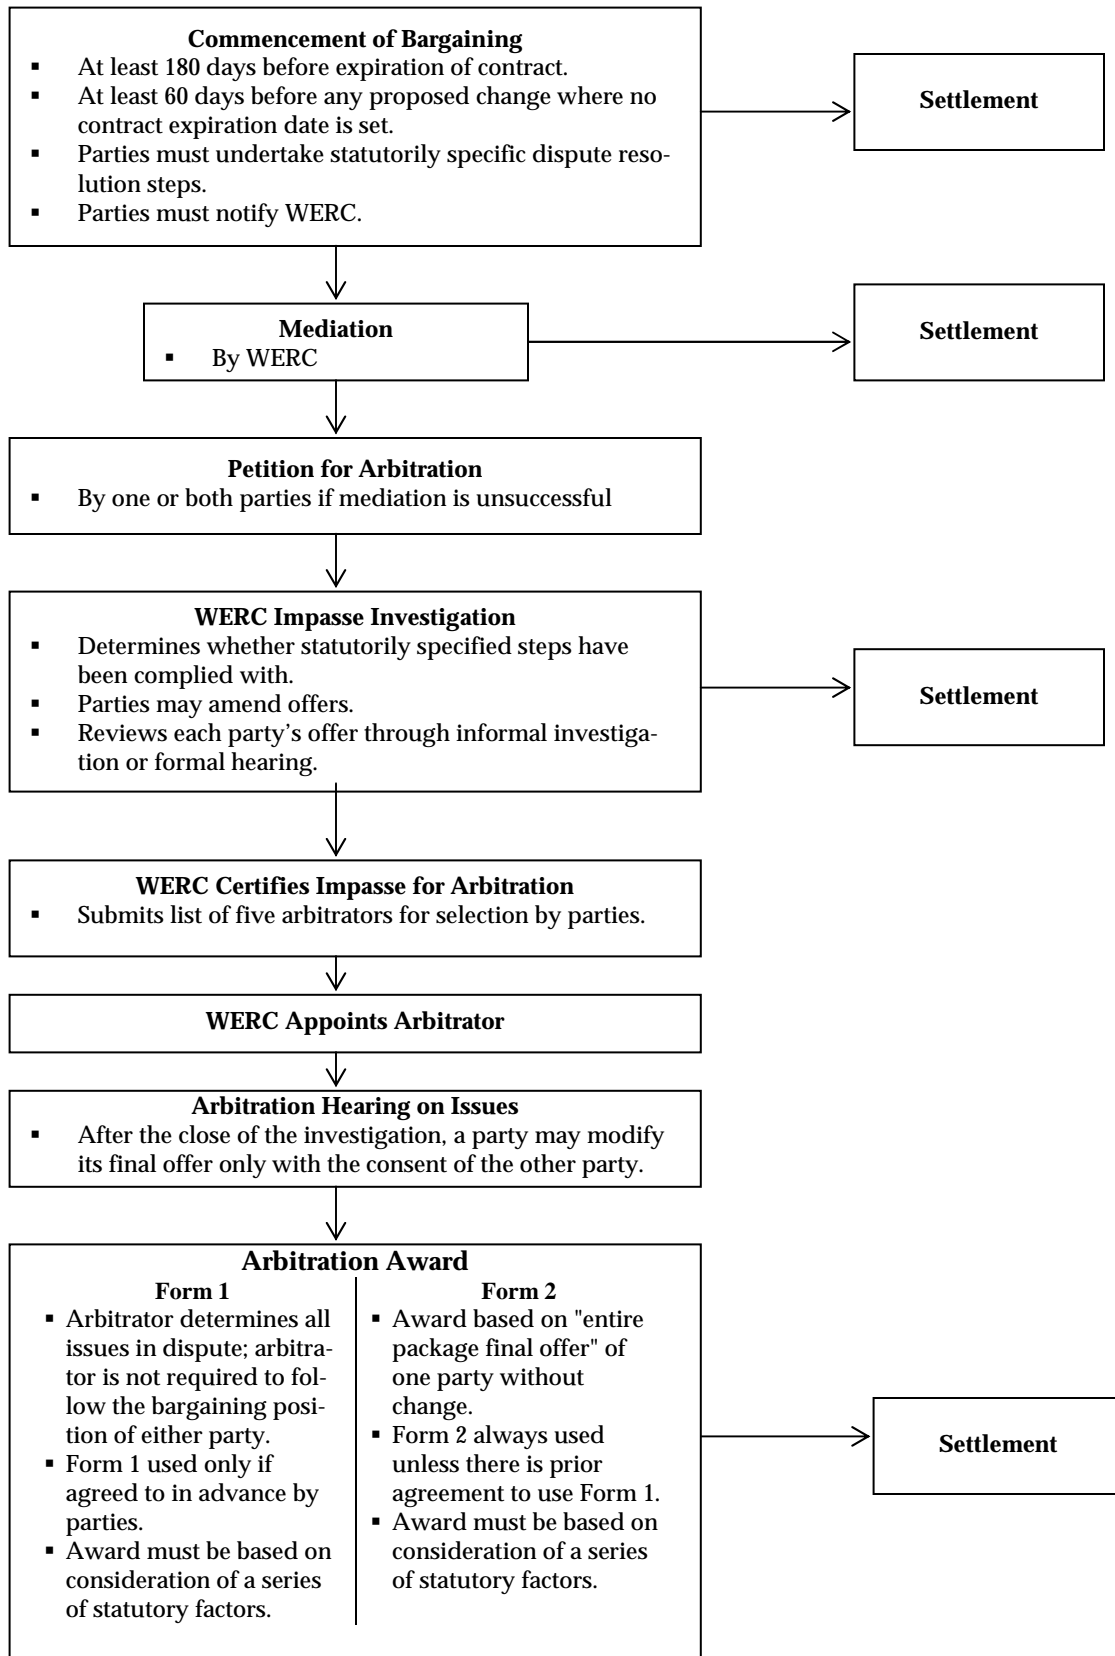 Commencement of Bargaining
▪ At least 180 days before expiration of contract.
▪ At least 60 days before any proposed change where no
contract expiration date is set.
▪ Parties must undertake statutorily specific dispute reso-
lution steps.
▪ Parties must notify WERC.
Settlement
Mediation
▪ By WERC
Settlement
Petition for Arbitration
▪ By one or both parties if mediation is unsuccessful
WERC Impasse Investigation
▪ Determines whether statutorily specified steps have
been complied with.
▪ Parties may amend offers.
▪ Reviews each party's offer through informal investiga-
tion or formal hearing.
Settlement
WERC Certifies Impasse for Arbitration
▪ Submits list of five arbitrators for selection by parties.
WERC Appoints Arbitrator
Arbitration Hearing on Issues
▪ After the close of the investigation, a party may modify
its final offer only with the consent of the other party.
Arbitration Award
Form 1
▪ Arbitrator determines all
issues in dispute; arbitra-
tor is not required to fol-
low the bargaining posi-
tion of either party.
▪ Form 1 used only if
agreed to in advance by
parties.
▪ Award must be based on
consideration of a series
of statutory factors.
Form 2
▪ Award based on "entire
package final offer" of
one party without
change.
▪ Form 2 always used
unless there is prior
agreement to use Form 1.
▪ Award must be based on
consideration of a series
of statutory factors.
Settlement